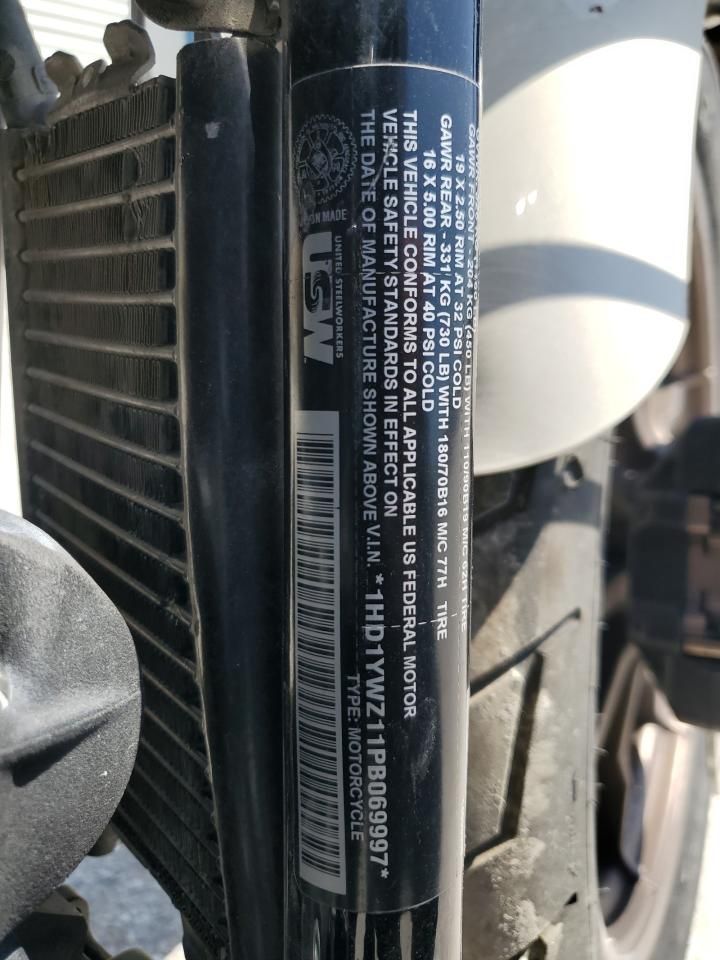 GAWR FRONT - 204 KG (450 LB) WITH 110/90B19 M/C 62H TIRE
19 X 2.50 RIM AT 32 PSI COLD
GAWR REAR - 331 KG (730 LB) WITH 180/70B16 M/C 77H TIRE
16 X 5.00 RIM AT 40 PSI COLD
THIS VEHICLE CONFORMS TO ALL APPLICABLE US FEDERAL MOTOR
VEHICLE SAFETY STANDARDS IN EFFECT ON
THE DATE OF MANUFACTURE SHOWN ABOVE V.I.N. *1HD1YWZ11PB069997*
TYPE: MOTORCYCLE
MADE
UNITED STEELWORKERS
USW